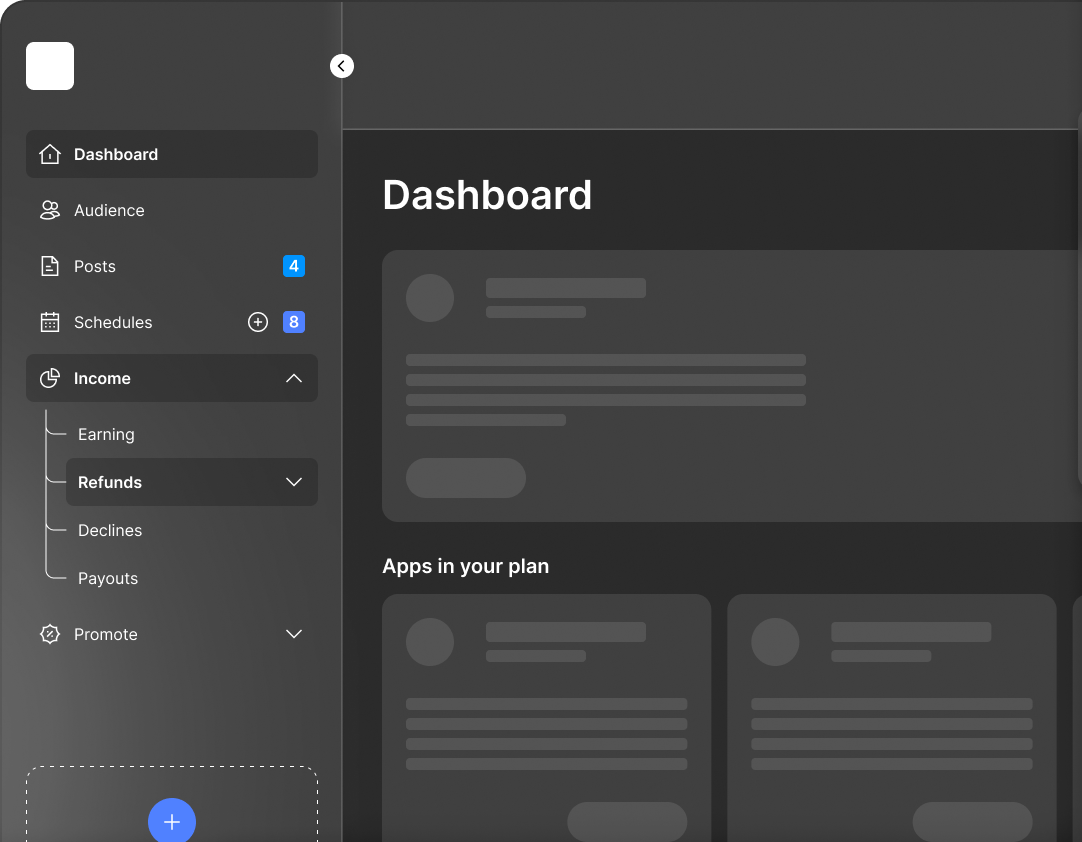 Dashboard
Audience
Posts
4
Schedules
8
Income
Earning
Refunds
Declines
Payouts
Promote
Dashboard
Apps in your plan